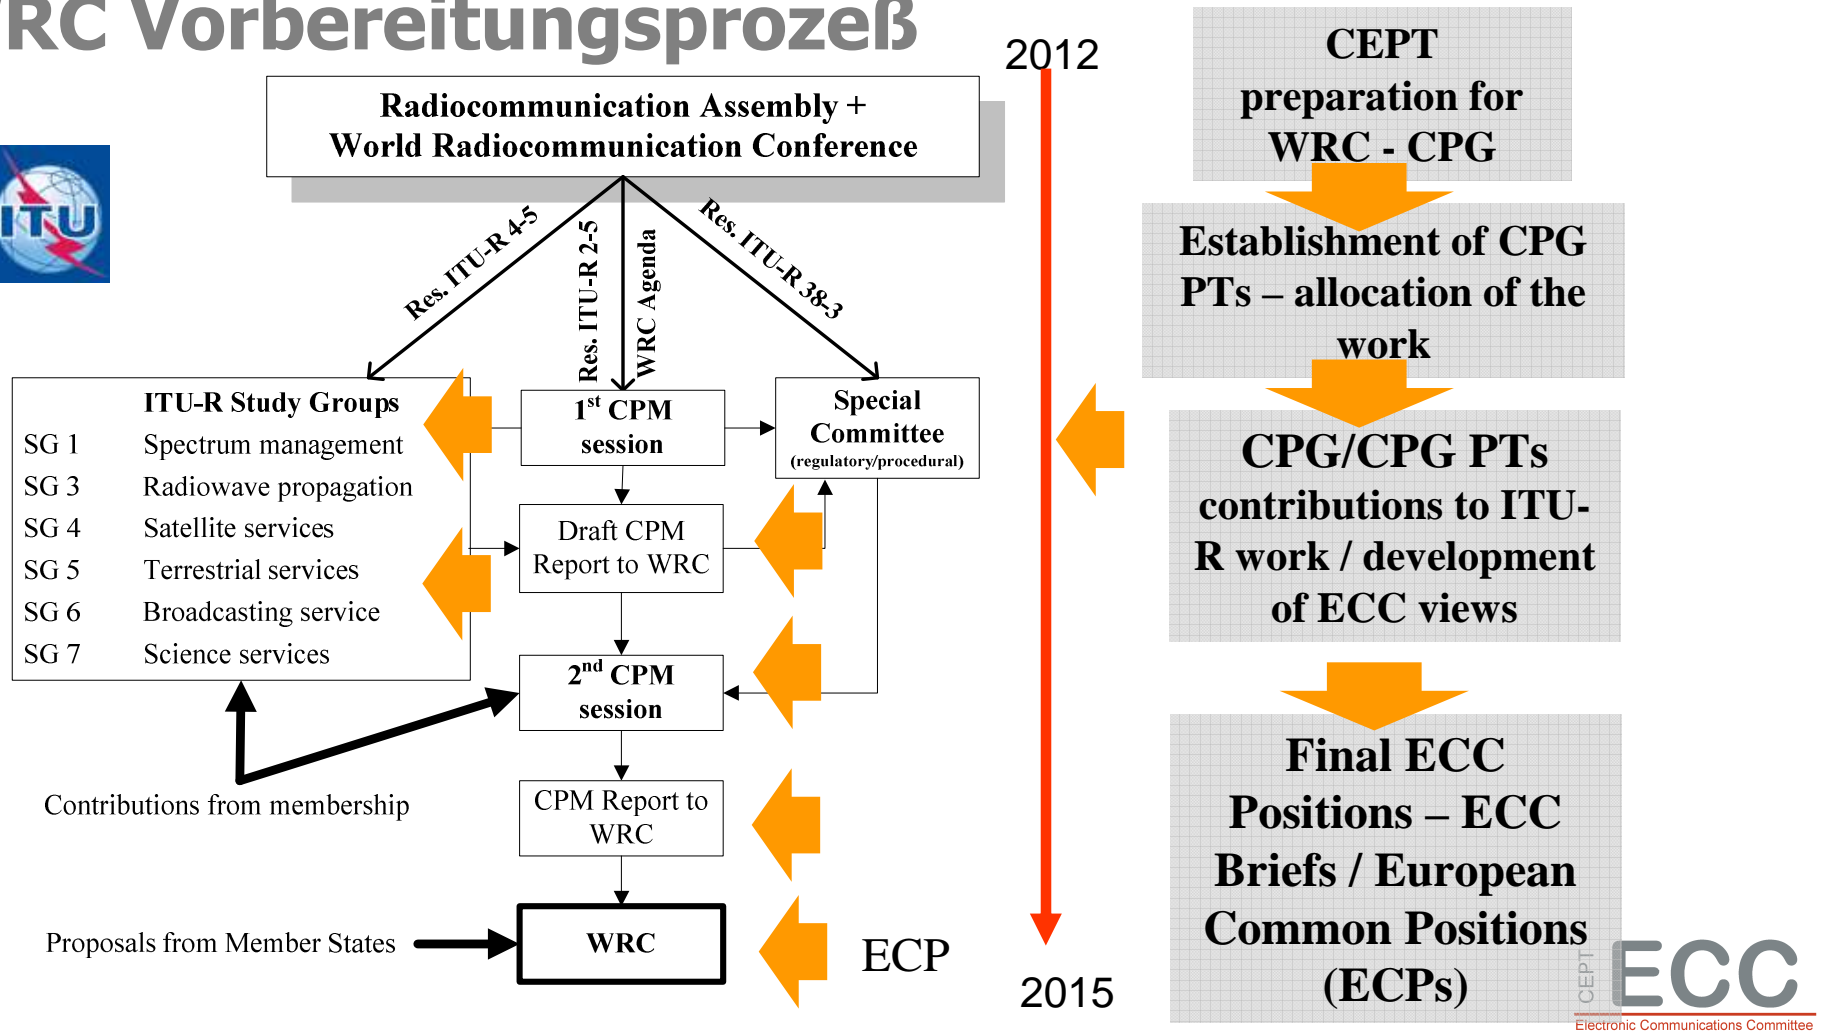 RC Vorbereitungsprozeß
2012
Radiocommunication Assembly +
World Radiocommunication Conference
ITU
Res. ITU-R 4-5
Res. ITU-R 2-5
WRC Agenda
Res. ITU-R 38-3
ITU-R Study Groups
SG 1 Spectrum management
SG 3 Radiowave propagation
SG 4 Satellite services
SG 5 Terrestrial services
SG 6 Broadcasting service
SG 7 Science services
1st CPM
session
Special
Committee
(regulatory/procedural)
Draft CPM
Report to WRC
2nd CPM
session
Contributions from membership
CPM Report to
WRC
Proposals from Member States
WRC
ECP
2015
CEPT
preparation for
WRC - CPG
Establishment of CPG
PTs – allocation of the
work
CPG/CPG PTs
contributions to ITU-
R work / development
of ECC views
Final ECC
Positions – ECC
Briefs / European
Common Positions
(ECPs)
CEPT
ECC
Electronic Communications Committee